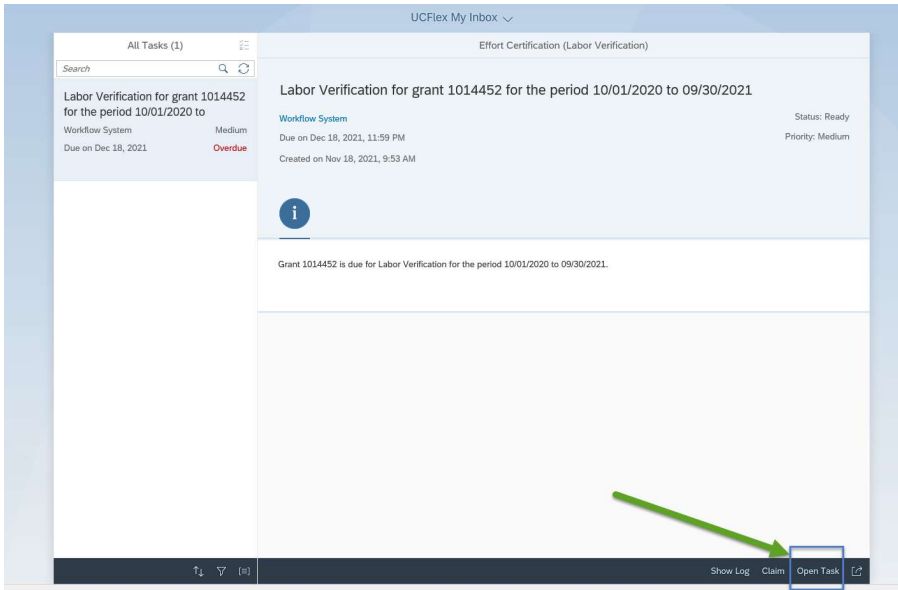 UCFlex My Inbox
All Tasks (1)
Search
Labor Verification for grant 1014452
for the period 10/01/2020 to
Workflow System Medium
Due on Dec 18, 2021 Overdue
Effort Certification (Labor Verification)
Labor Verification for grant 1014452 for the period 10/01/2020 to 09/30/2021
Workflow System Status: Ready
Due on Dec 18, 2021, 11:59 PM Priority: Medium
Created on Nov 18, 2021, 9:53 AM
i
Grant 1014452 is due for Labor Verification for the period 10/01/2020 to 09/30/2021.
Show Log Claim Open Task